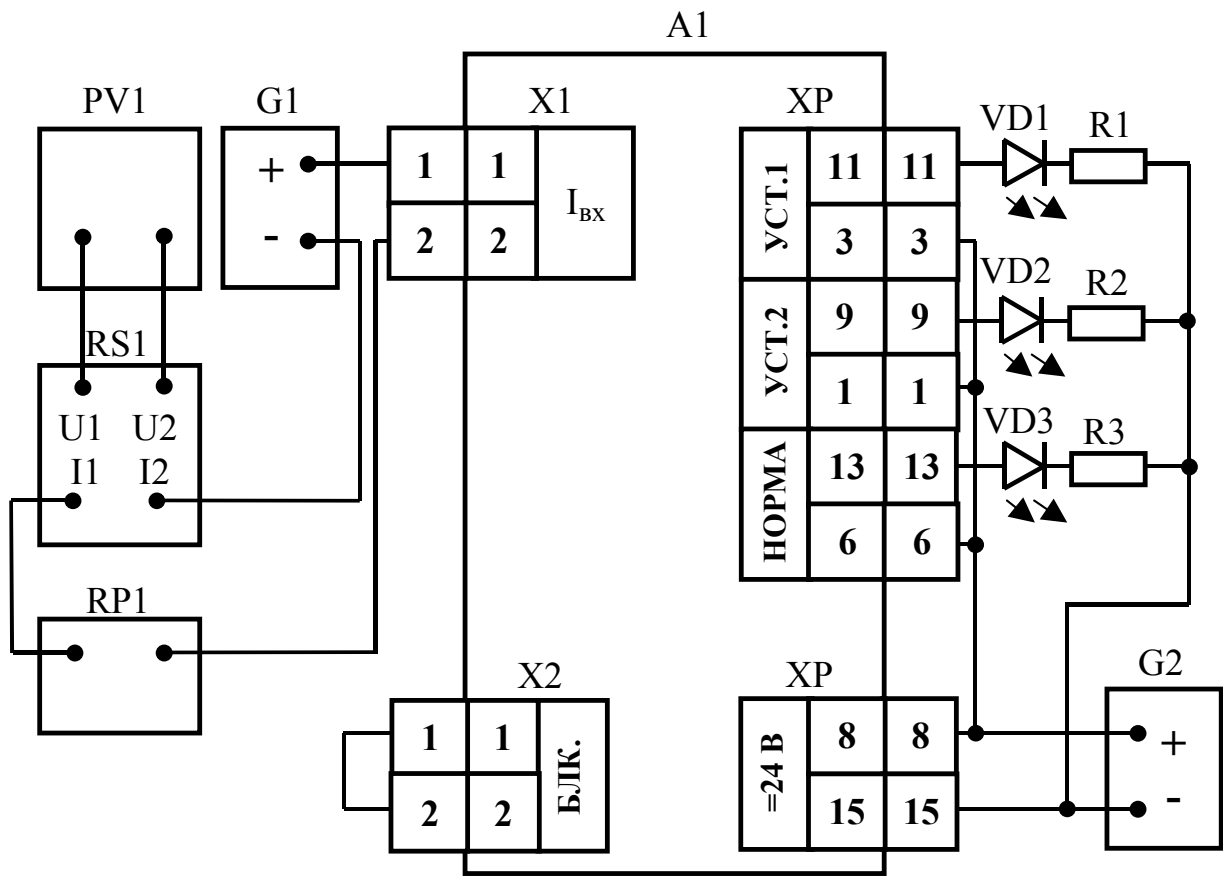 A1
PV1
G1
X1
XP
VD1
R1
+
-
1 1
2 2
Iвх
УСТ.1
11 11
3 3
VD2
R2
УСТ.2
9 9
1 1
RS1
U1 U2
I1 I2
VD3
R3
НОРМА
13 13
6 6
RP1
X2
XP
G2
1 1
2 2
БЛК.
=24 В
8 8
15 15
+
-